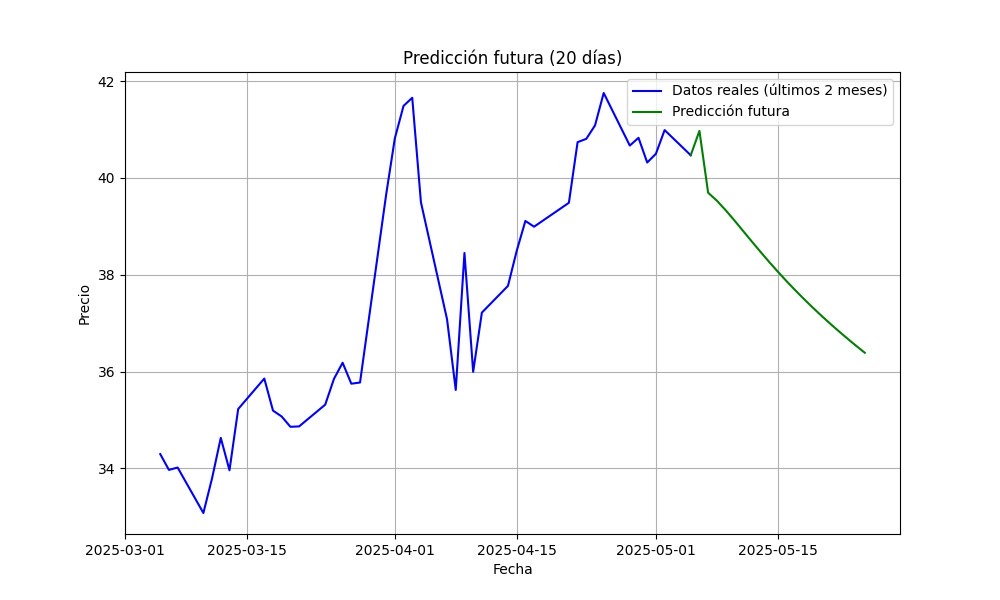 Predicción futura (20 días)
Datos reales (últimos 2 meses)
Predicción futura
42
40
38
36
34
Precio
2025-03-01
2025-03-15
2025-04-01
2025-04-15
2025-05-01
2025-05-15
Fecha